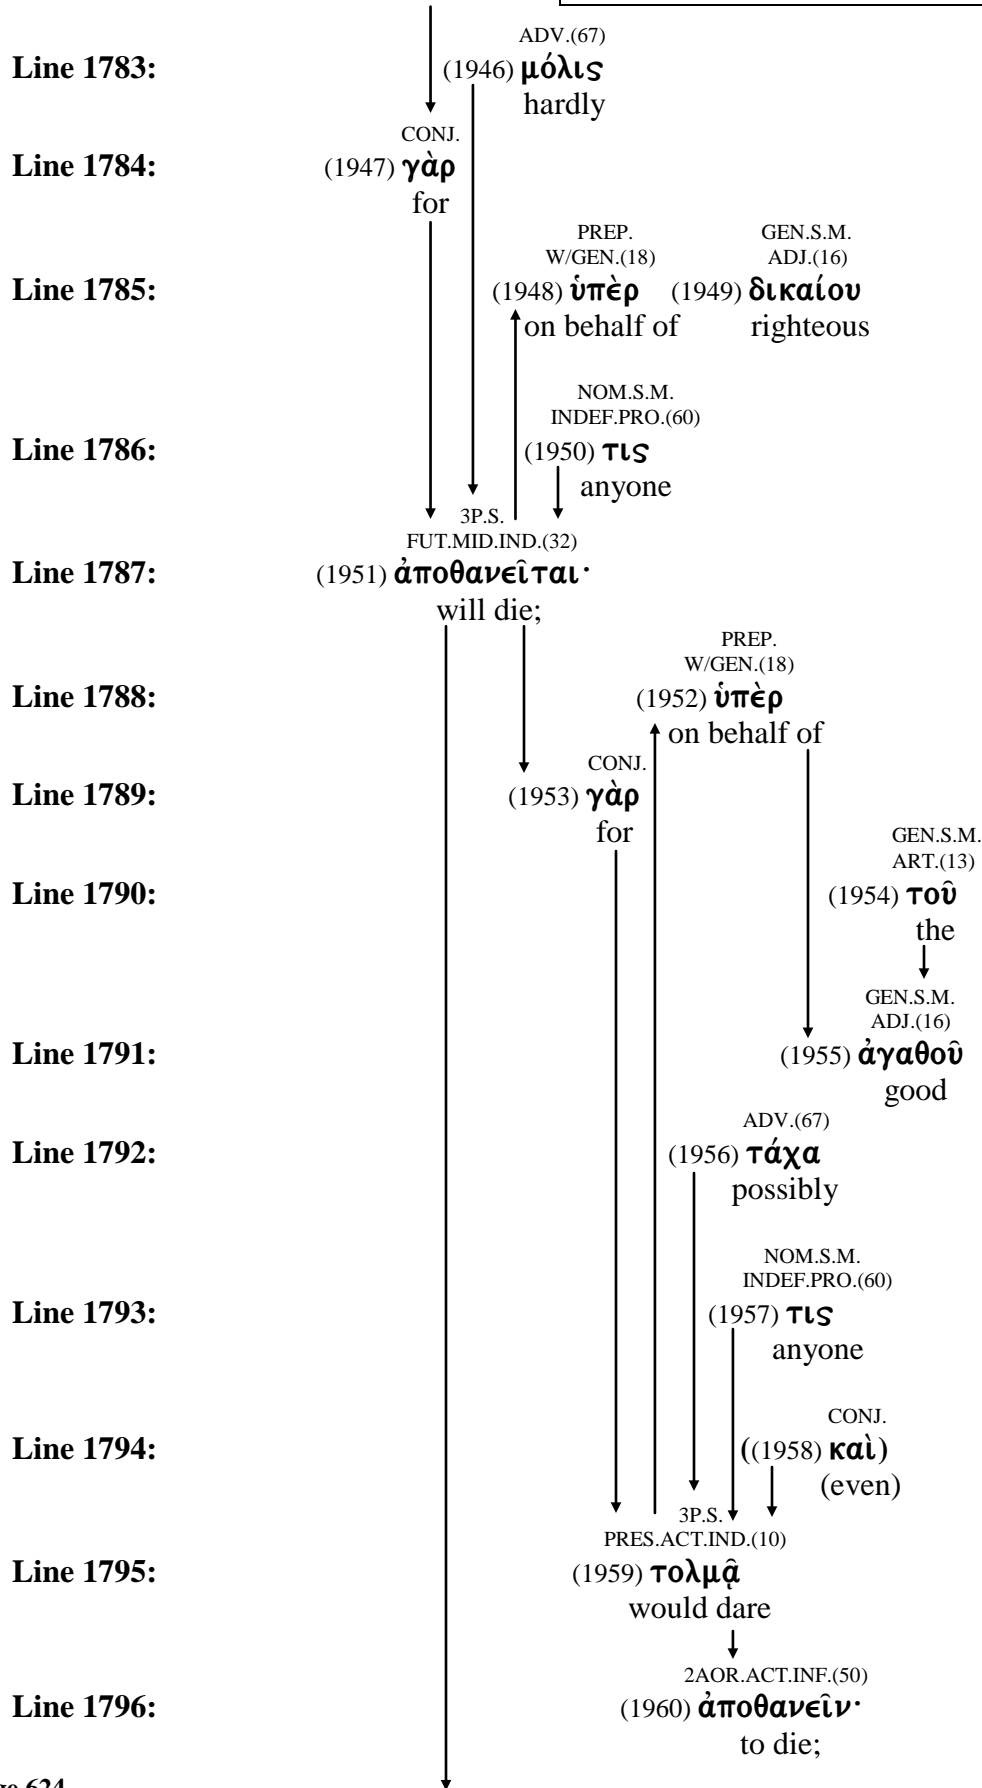 ADV.(67)
Line 1783: (1946) μόλις
hardly
CONJ.
Line 1784: (1947) γὰρ
for
PREP. GEN.S.M.
W/GEN.(18) ADJ.(16)
Line 1785: (1948) ὑπὲρ (1949) δικαίου
on behalf of righteous
NOM.S.M.
INDEF.PRO.(60)
Line 1786: (1950) τις
anyone
3P.S.
FUT.MID.IND.(32)
Line 1787: (1951) ἀποθανεῖται·
will die;
PREP.
W/GEN.(18)
Line 1788: (1952) ὑπὲρ
on behalf of
CONJ.
Line 1789: (1953) γὰρ
for
GEN.S.M.
ART.(13)
Line 1790: (1954) τοῦ
the
GEN.S.M.
ADJ.(16)
Line 1791: (1955) ἀγαθοῦ
good
ADV.(67)
Line 1792: (1956) τάχα
possibly
NOM.S.M.
INDEF.PRO.(60)
Line 1793: (1957) τις
anyone
CONJ.
Line 1794: ((1958) καὶ)
(even)
3P.S.
PRES.ACT.IND.(10)
Line 1795: (1959) τολμᾷ
would dare
2AOR.ACT.INF.(50)
Line 1796: (1960) ἀποθανεῖν·
to die;
624